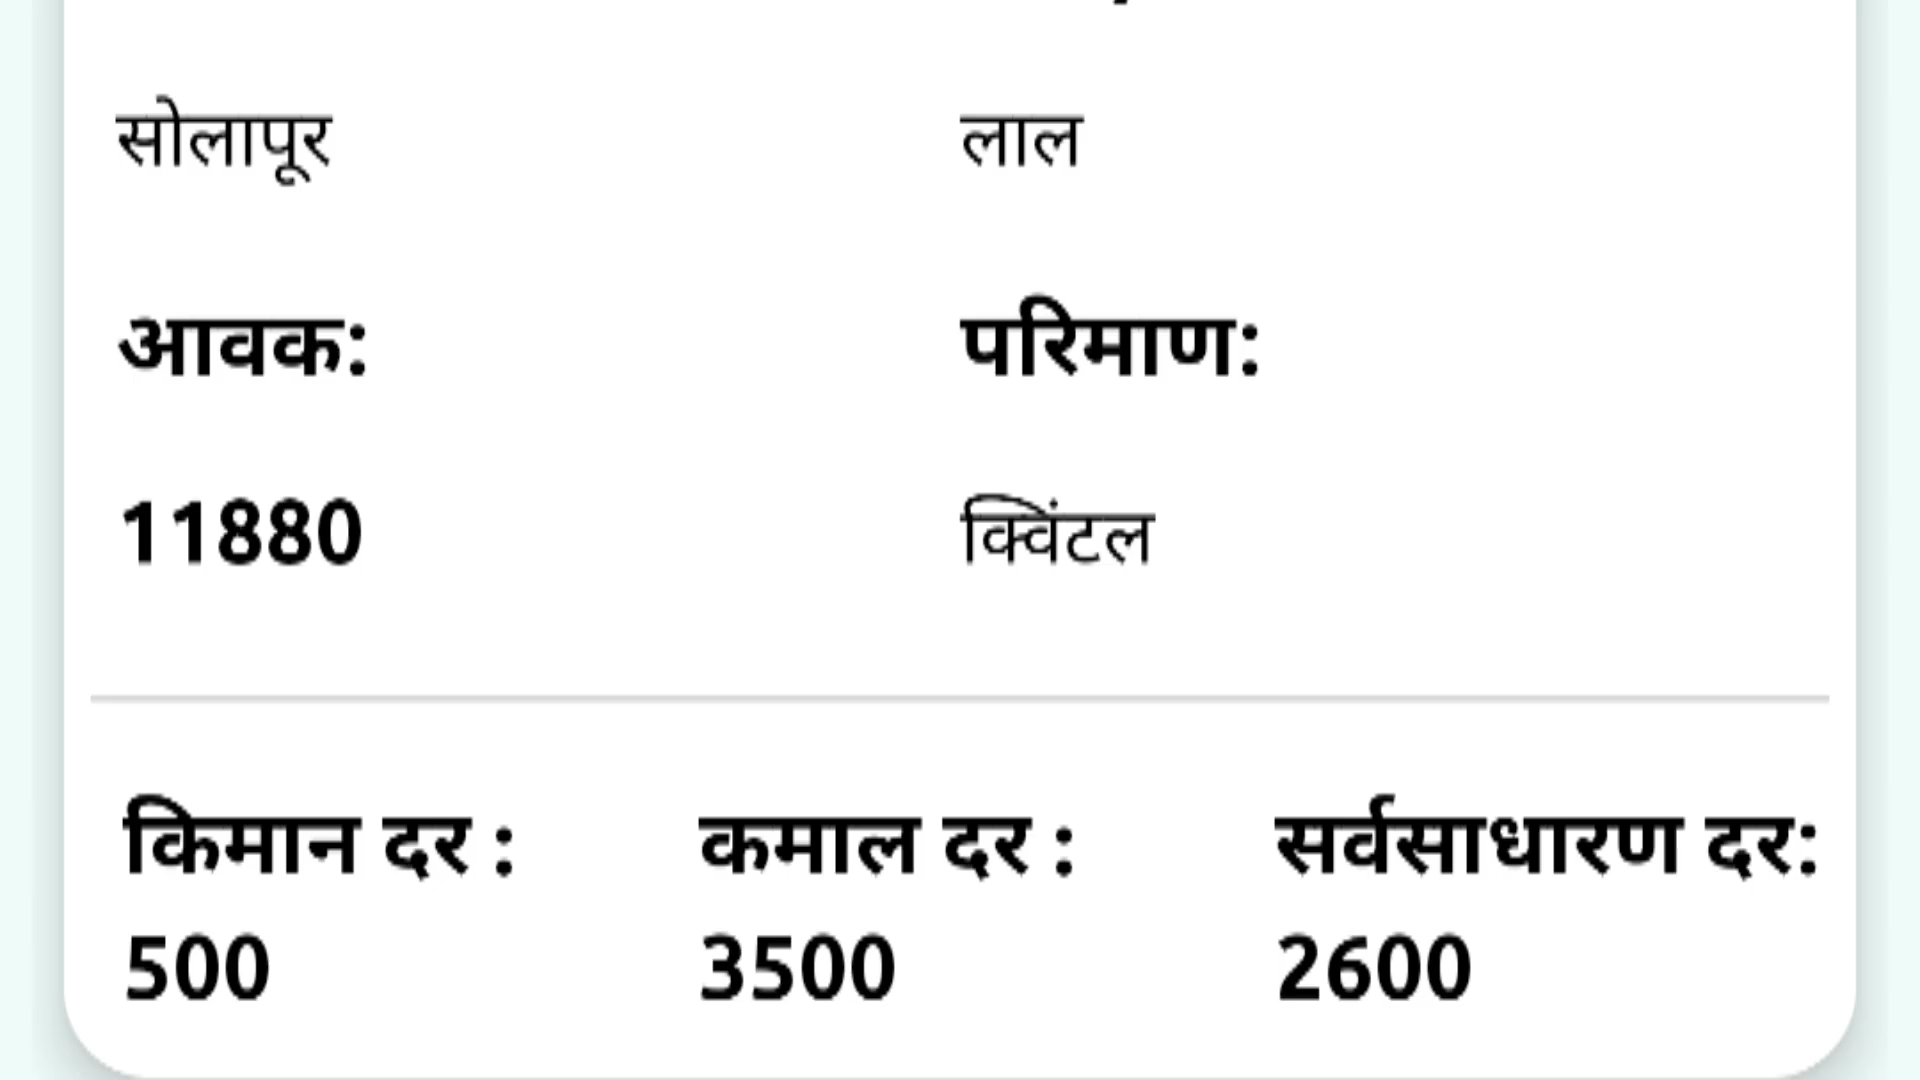 सोलापूर लाल
आवक: परिमाण:
11880 क्विंटल
किमान दर : कमाल दर : सर्वसाधारण दर:
500 3500 2600